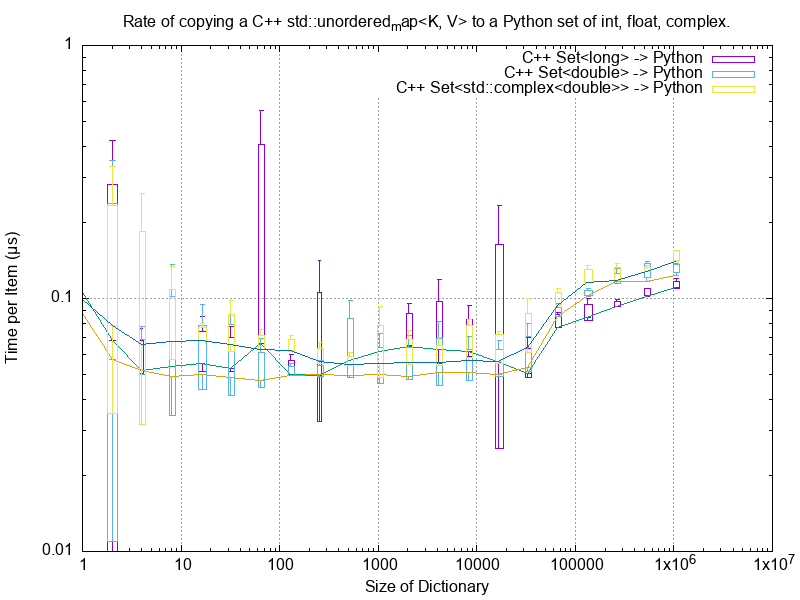 Rate of copying a C++ std::unordered_map<K, V> to a Python set of int, float, complex.
C++ Set<long> -> Python
C++ Set<double> -> Python
C++ Set<std::complex<double>> -> Python
1
0.1
0.01
Time per Item (µs)
1 10 100 1000 10000 100000 1x10^6 1x10^7
Size of Dictionary